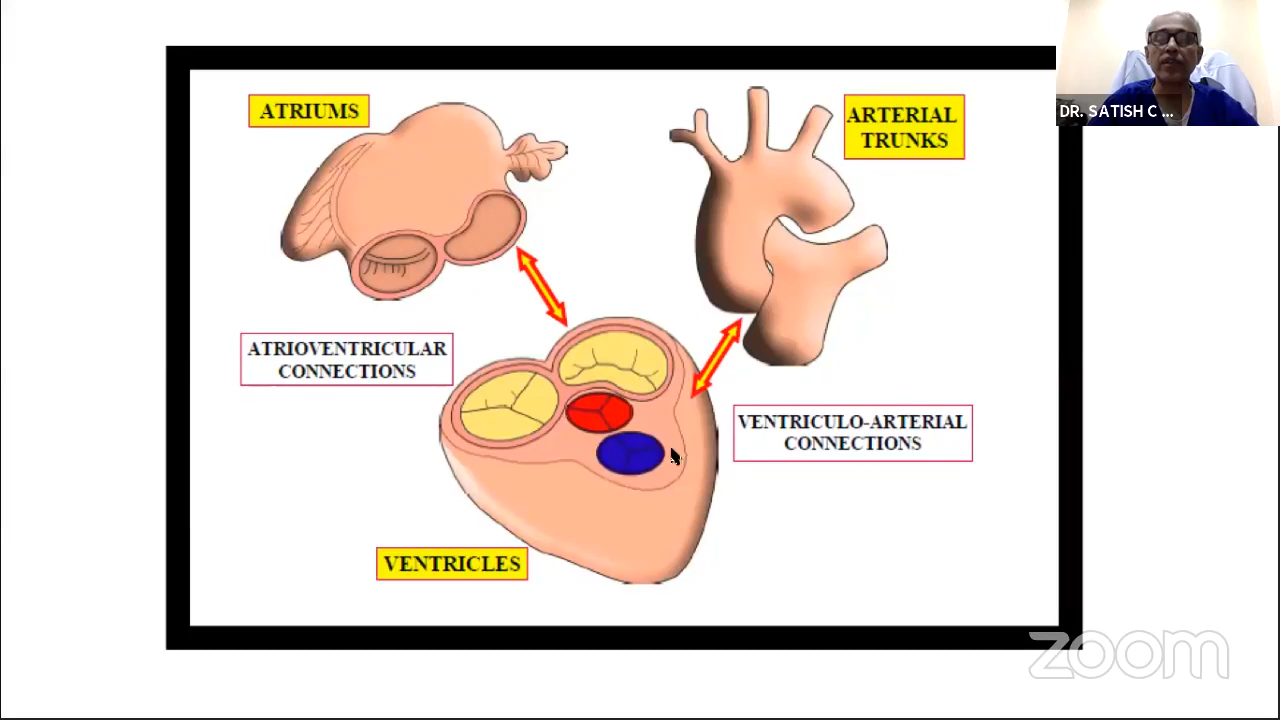 ATRIUMS
ARTERIAL
TRUNKS
DR. SATISH C ...
ATRIOVENTRICULAR
CONNECTIONS
VENTRICULO-ARTERIAL
CONNECTIONS
VENTRICLES
zoom